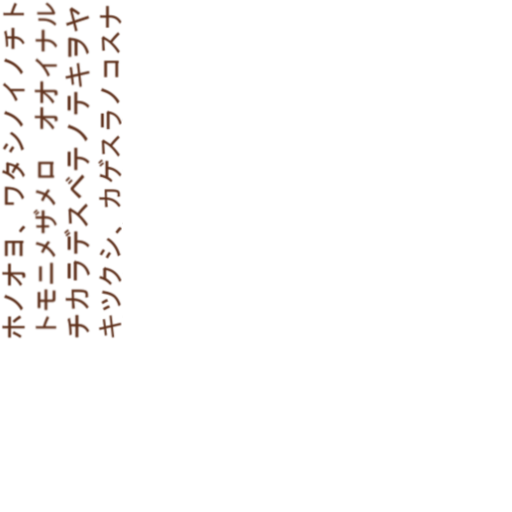 ホノオヨ、ワタシノイノチト
トモニメザメロ　オオイナル
チカラデスベテノテキヲヤ
キツクシ、カゲスラノコスナ